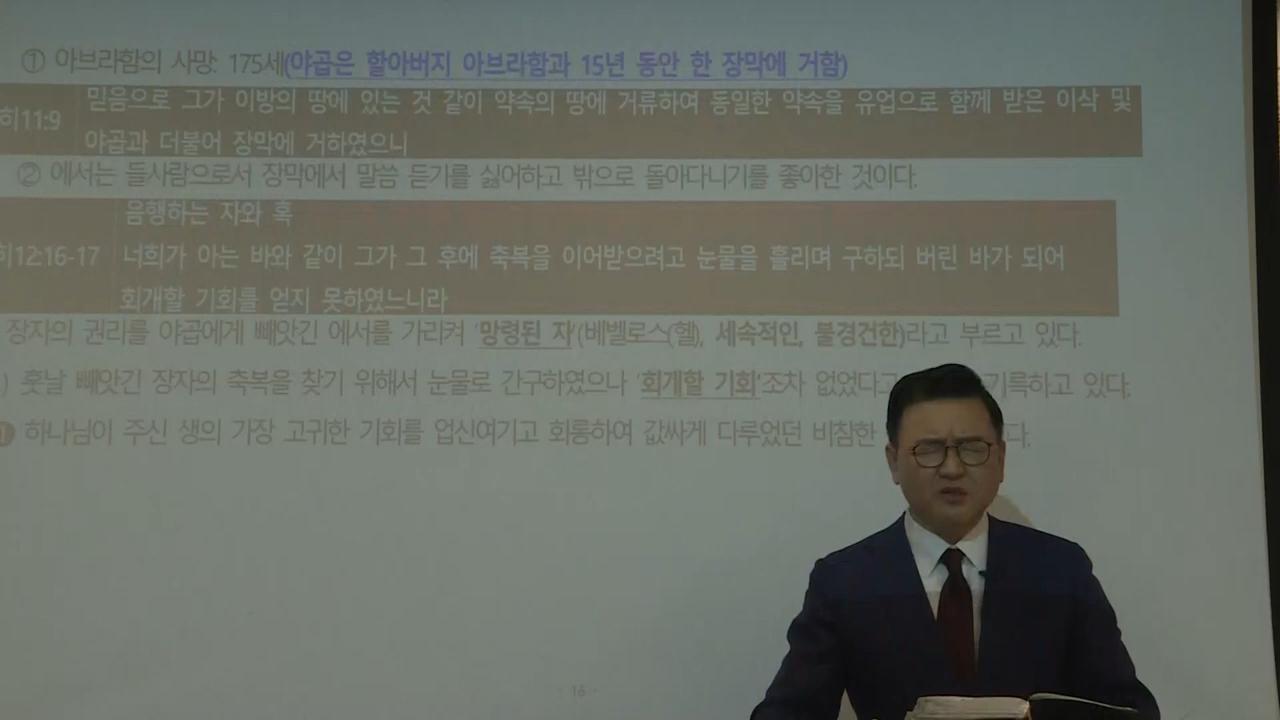 ① 아브라함의 사망: 175세(야곱은 할아버지 아브라함과 15년 동안 한 장막에 거함)
히11:9 믿음으로 그가 이방의 땅에 있는 것 같이 약속의 땅에 거류하여 동일한 약속을 유업으로 함께 받은 이삭 및
야곱과 더불어 장막에 거하였으니
② 에서는 들사람으로서 장막에서 말씀 듣기를 싫어하고 밖으로 돌아다니기를 좋아한 것이다.
음행하는 자와 혹
히12:16-17 너희가 아는 바와 같이 그가 그 후에 축복을 이어받으려고 눈물을 흘리며 구하되 버린 바가 되어
회개할 기회를 얻지 못하였느니라
장자의 권리를 야곱에게 빼앗긴 에서를 가리켜 '망령된 자'(베벨로스(헬), 세속적인, 불경건한)라고 부르고 있다.
) 훗날 빼앗긴 장자의 축복을 찾기 위해서 눈물로 간구하였으나 '회개할 기회'조차 없었다고 기록하고 있다.
❶ 하나님이 주신 생의 가장 고귀한 기회를 업신여기고 희롱하여 값싸게 다루었던 비참한 다.
- 16 -